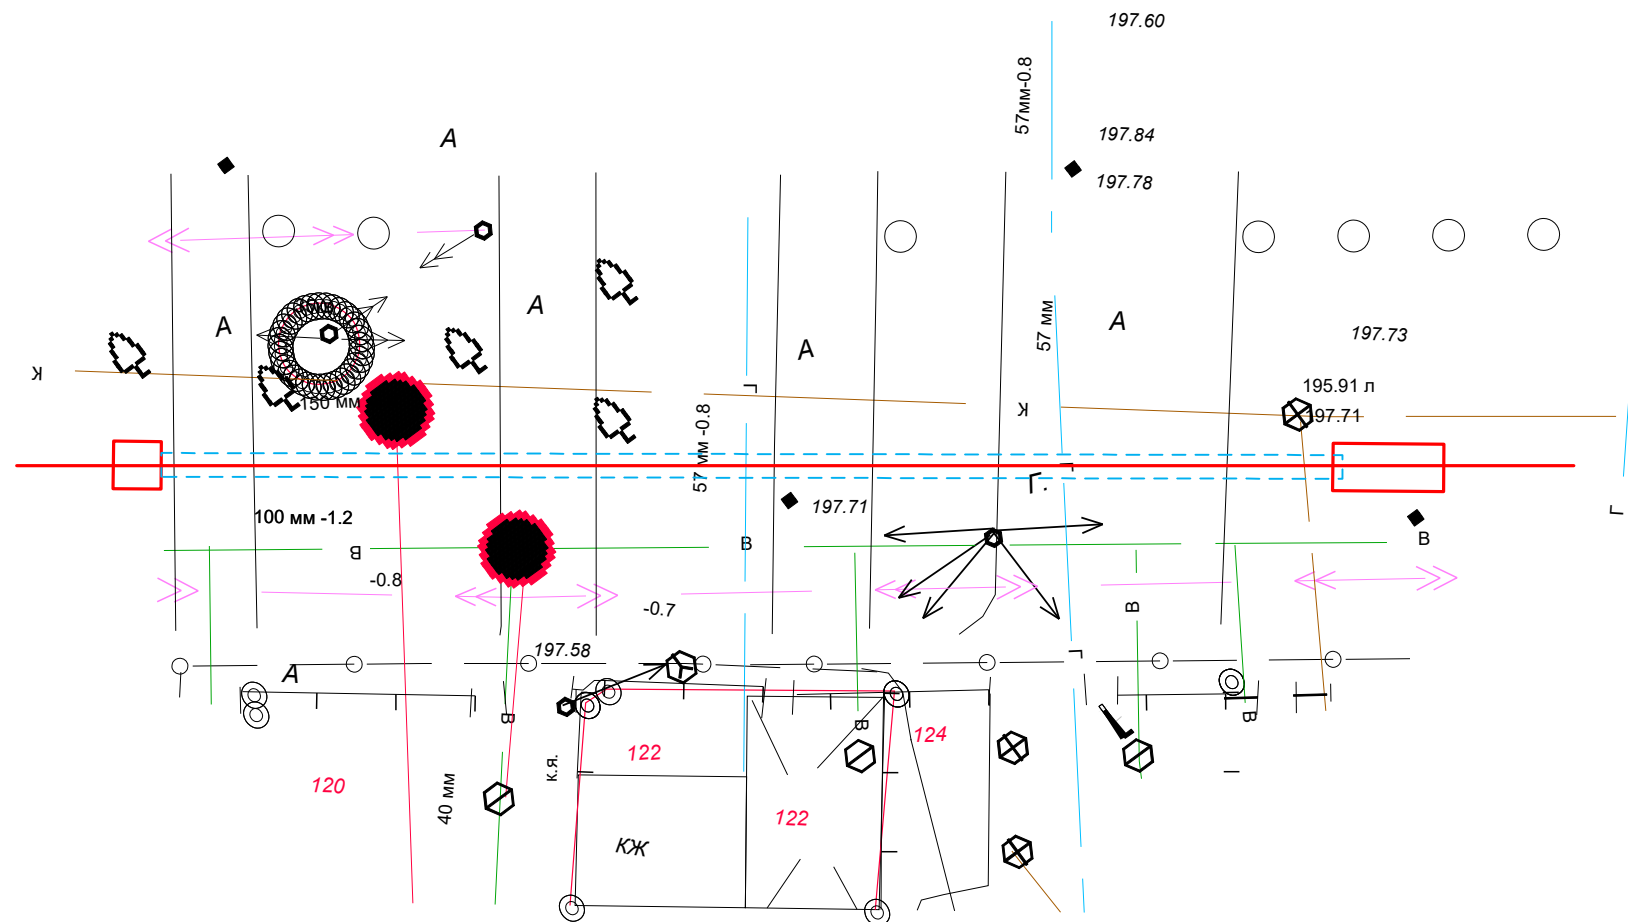 197.60
57мм-0.8
197.84
А
197.78
А
А
57 мм
А
197.73
А
К
195.91 л
150 мм
К
197.71
Г
57 мм -0.8
Г
Г.
197.71
100 мм -1.2
Г
В
В
В
-0.8
-0.7
В
197.58
Г
А
В
В
В
122
124
к.я.
120
40 мм
122
КЖ